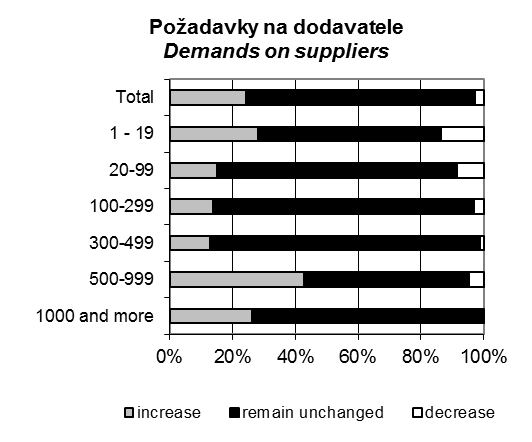 Požadavky na dodavatele
Demands on suppliers
Total
1 - 19
20-99
100-299
300-499
500-999
1000 and more
0% 20% 40% 60% 80% 100%
increase remain unchanged decrease